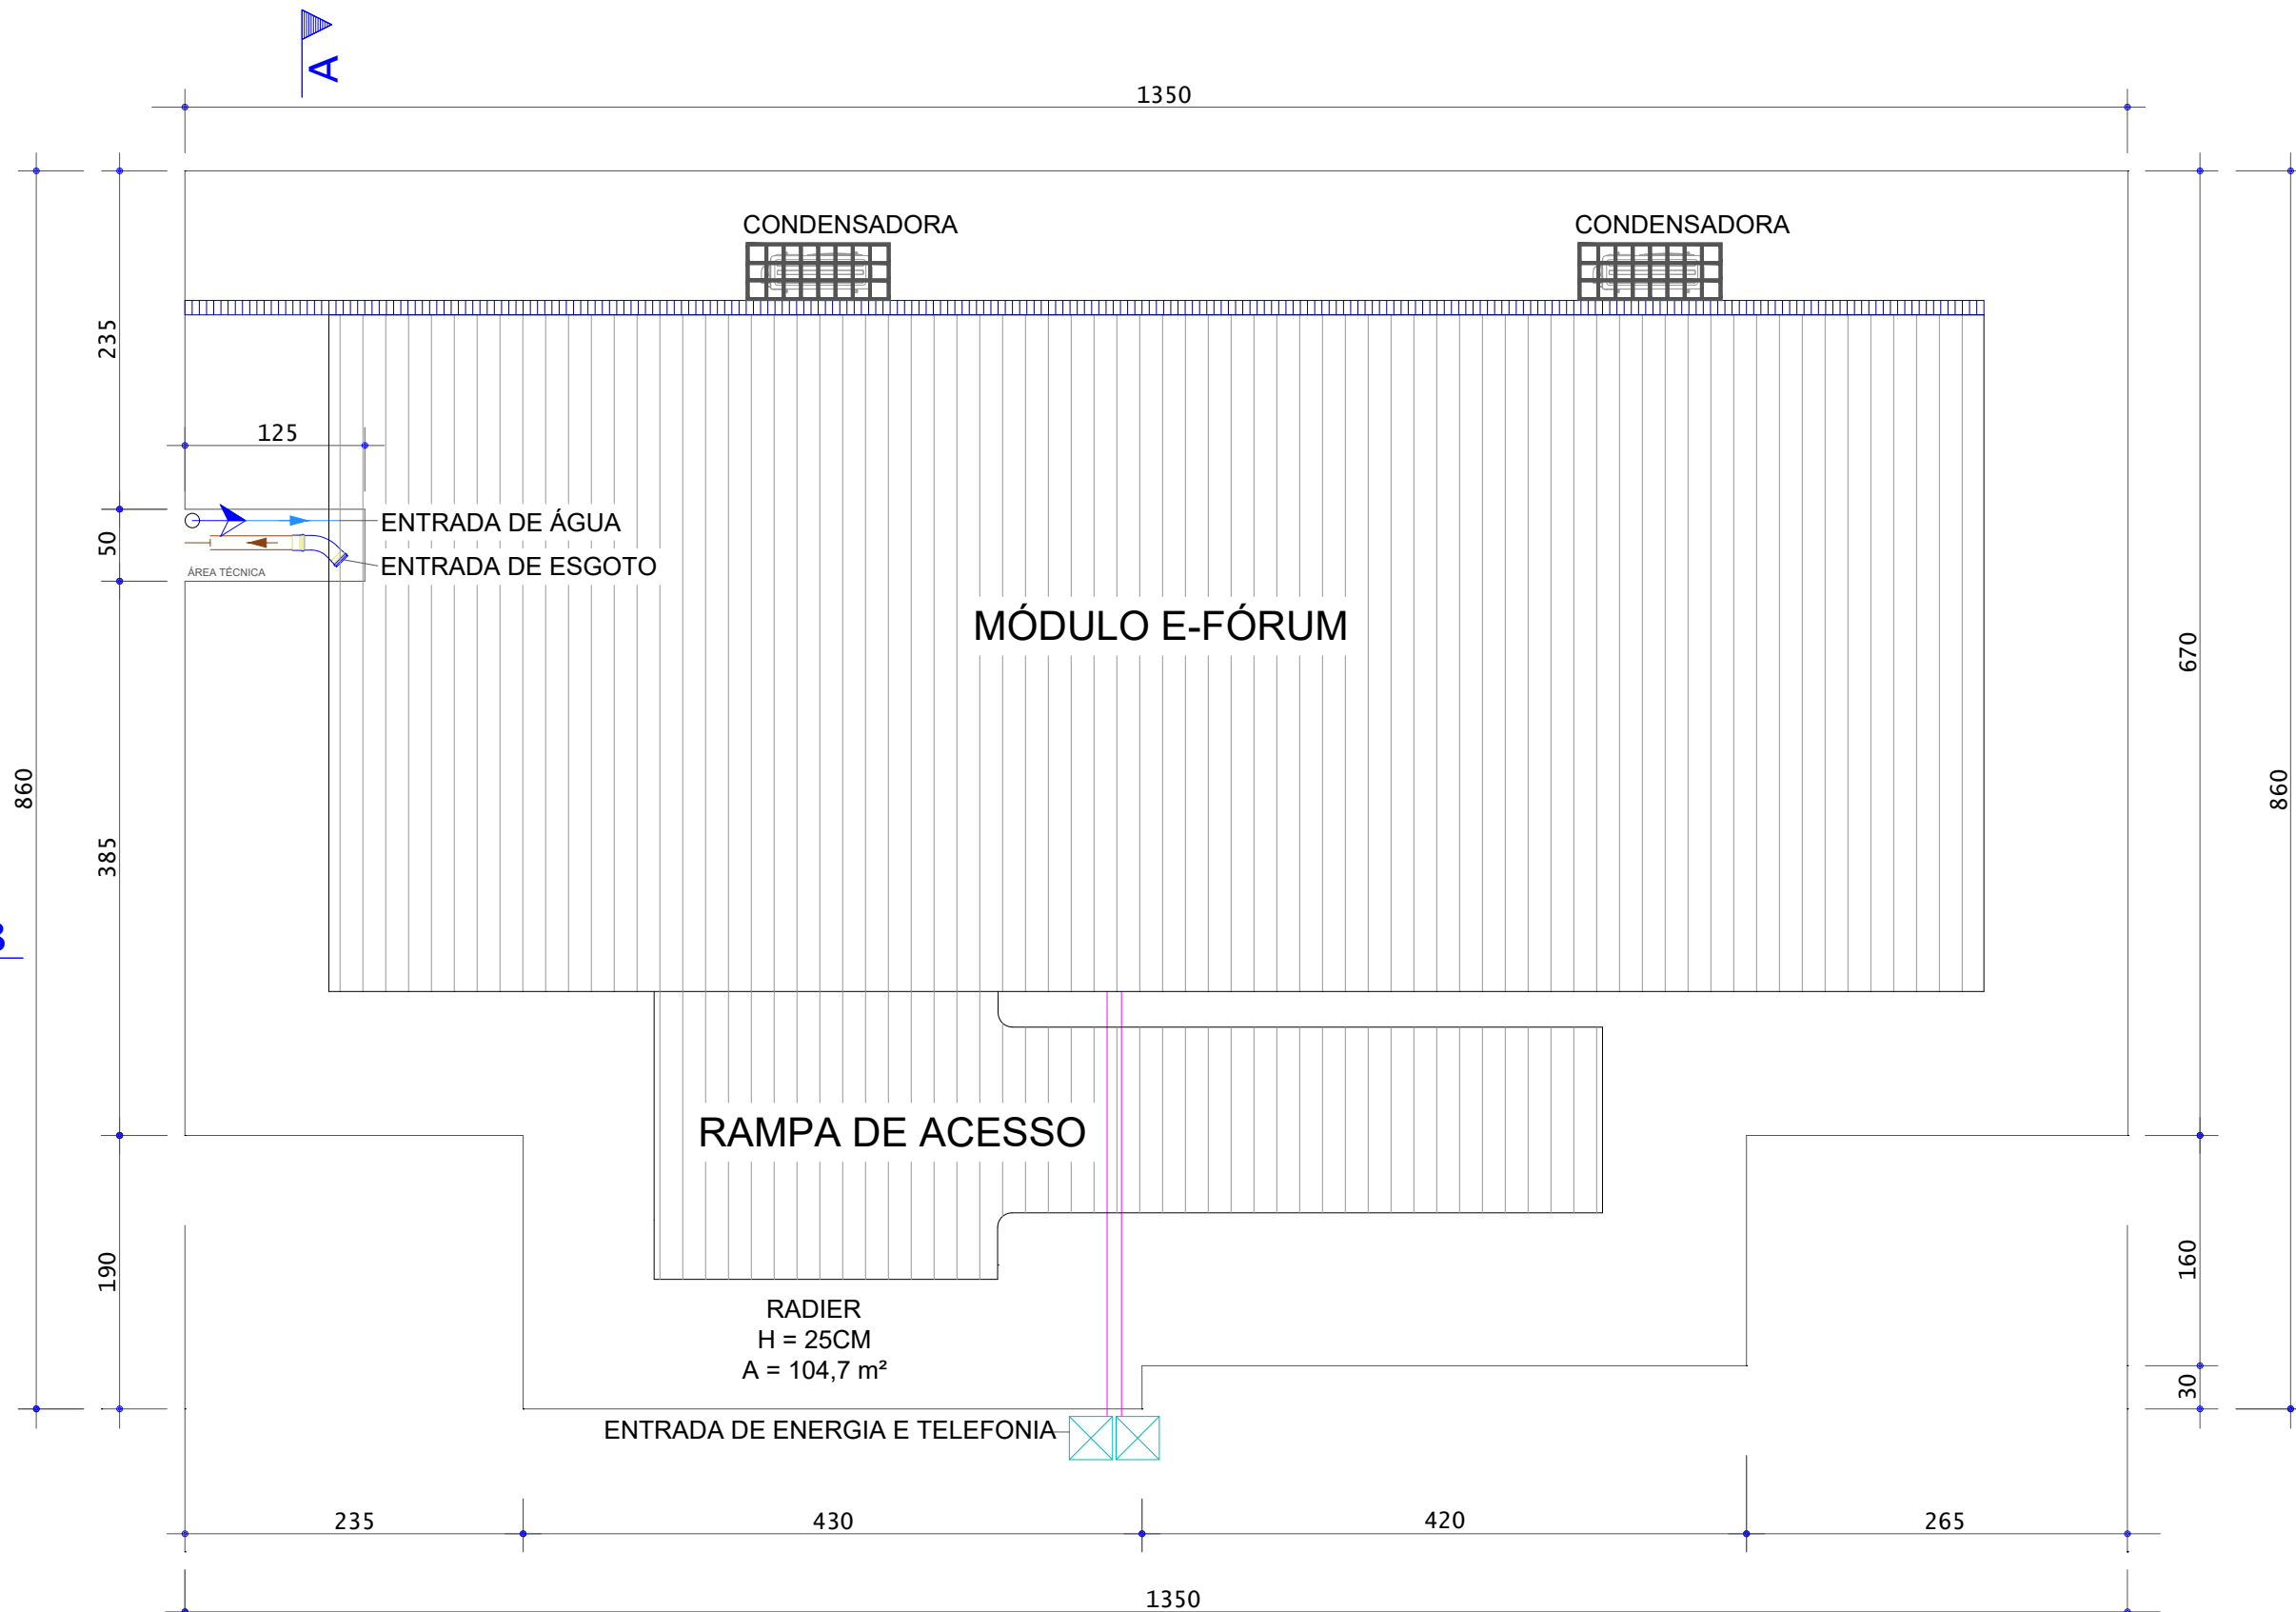 A
1350
CONDENSADORA
CONDENSADORA
235
125
ENTRADA DE ÁGUA
50
ENTRADA DE ESGOTO
ÁREA TÉCNICA
MÓDULO E-FÓRUM
670
860
860
385
RAMPA DE ACESSO
190
160
RADIER
H = 25CM
A = 104,7 m²
30
ENTRADA DE ENERGIA E TELEFONIA
235
430
420
265
1350